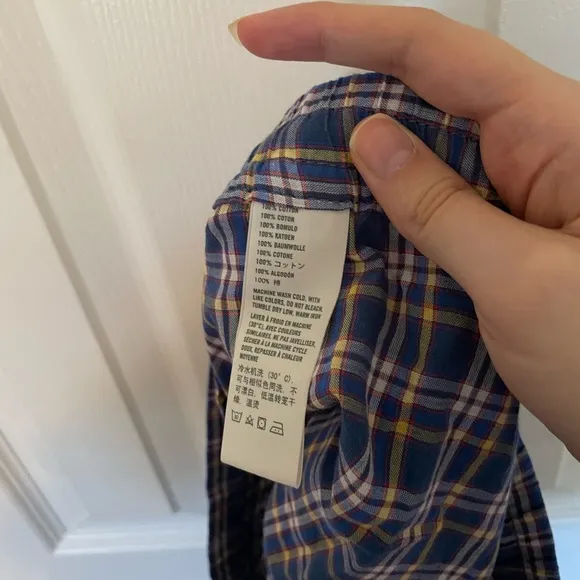 100% COTTON
100% COTON
100% BOMULD
100% KATOEN
100% BAUMWOLLE
100% COTONE
100% コットン
100% ALGODÓN
100% 棉
MACHINE WASH COLD, WITH
LIKE COLORS, DO NOT BLEACH,
TUMBLE DRY LOW, WARM IRON
LAVER À FROID EN MACHINE
(30°C), AVEC COULEURS
SIMILAIRES, NE PAS JAVELLISER,
SÉCHER À LA MACHINE CYCLE
DOUX, REPASSER À CHALEUR
MOYENNE
冷水机洗 (30° C),
可与相似色同洗, 不
可漂白, 低温转笼干
燥, 温烫